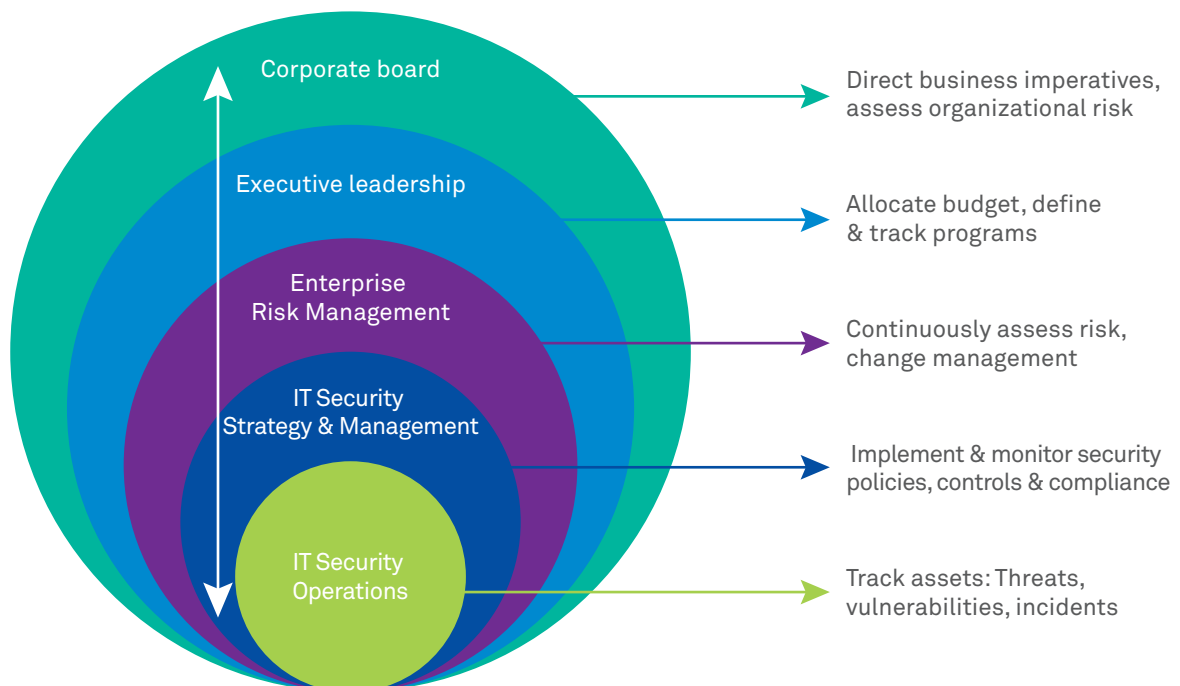 Corporate board
Direct business imperatives,
assess organizational risk
Executive leadership
Allocate budget, define
& track programs
Enterprise
Risk Management
Continuously assess risk,
change management
IT Security
Strategy & Management
Implement & monitor security
policies, controls & compliance
IT Security
Operations
Track assets: Threats,
vulnerabilities, incidents